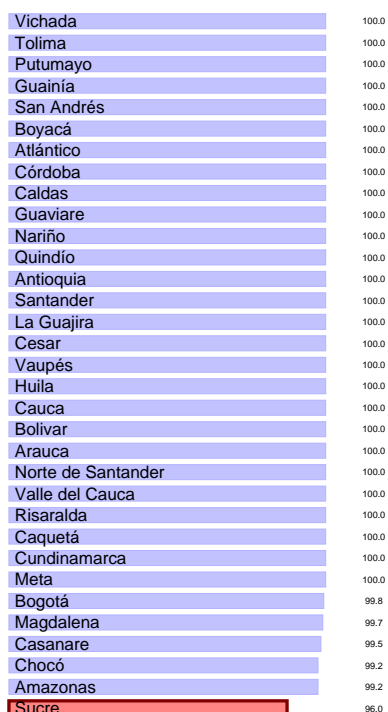 Vichada 100.0
Tolima 100.0
Putumayo 100.0
Guainía 100.0
San Andrés 100.0
Boyacá 100.0
Atlántico 100.0
Córdoba 100.0
Caldas 100.0
Guaviare 100.0
Nariño 100.0
Quindío 100.0
Antioquia 100.0
Santander 100.0
La Guajira 100.0
Cesar 100.0
Vaupés 100.0
Huila 100.0
Cauca 100.0
Bolivar 100.0
Arauca 100.0
Norte de Santander 100.0
Valle del Cauca 100.0
Risaralda 100.0
Caquetá 100.0
Cundinamarca 100.0
Meta 100.0
Bogotá 99.8
Magdalena 99.7
Casanare 99.5
Chocó 99.2
Amazonas 99.2
Sucre 96.0